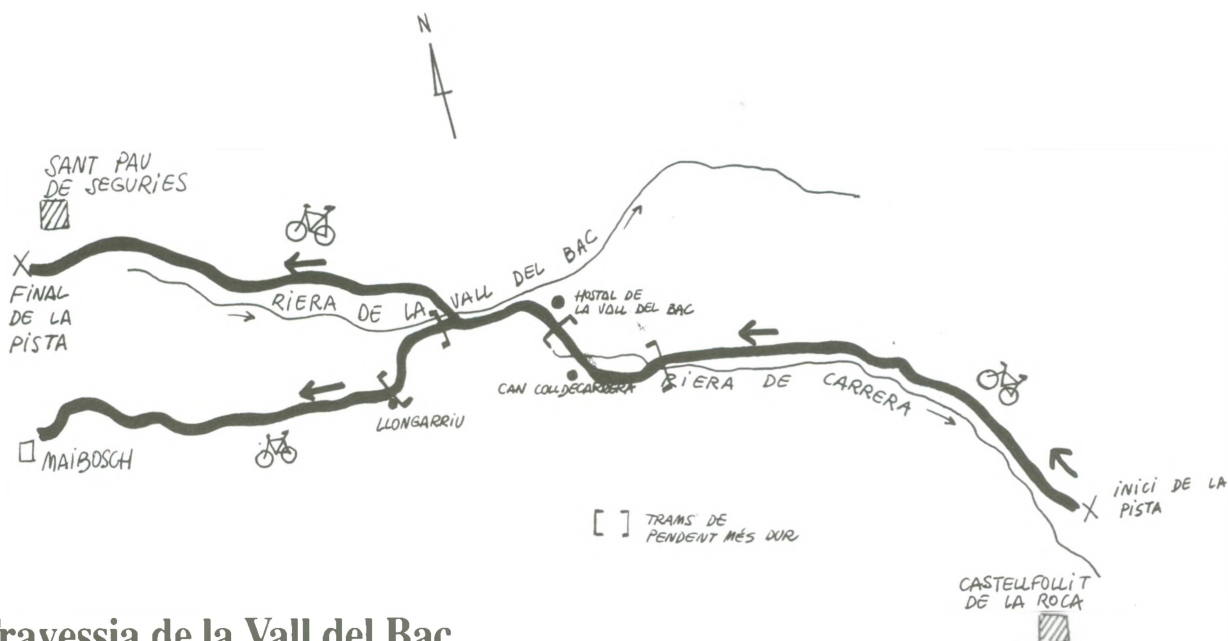 N
SANT PAU
DE SEGURIES
FINAL
DE LA
PISTA
RIERA DE LA VALL DEL BAC
HOSTAL DE
LA VALL DEL BAC
CAN COLLDECARRERA
RIERA DE CARRERA
LLONGARRIU
MAIBOSCH
INICI DE LA
PISTA
[ ] TRAMS DE
PENDENT MÉS DUR
CASTELLFOLLIT
DE LA ROCA
ravessia de la Vall del Bac